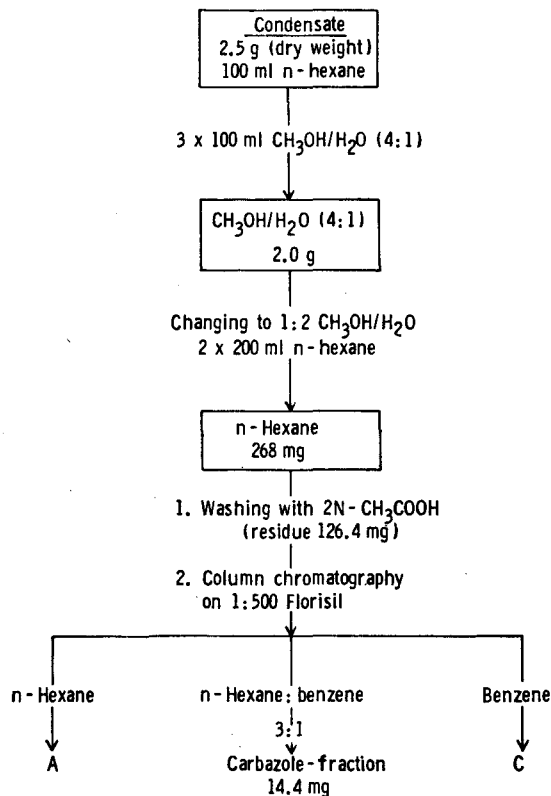 Condensate
2.5 g (dry weight)
100 ml n-hexane
3 x 100 ml CH₃OH/H₂O (4:1)
CH₃OH/H₂O (4:1)
2.0 g
Changing to 1:2 CH₃OH/H₂O
2 x 200 ml n-hexane
n-Hexane
268 mg
1. Washing with 2N-CH₃COOH
(residue 126.4 mg)
2. Column chromatography
on 1:500 Florisil
n-Hexane n-Hexane: benzene Benzene
3:1
A Carbazole-fraction C
14.4 mg